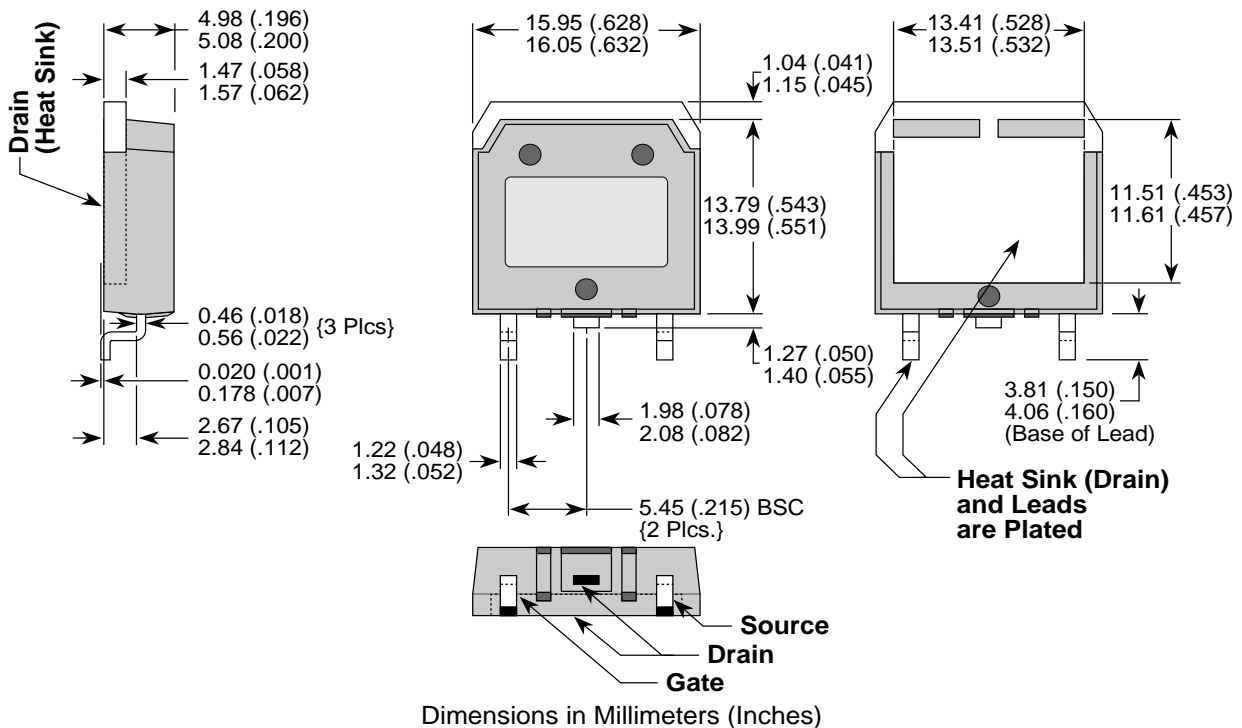 4.98 (.196)
5.08 (.200)
1.47 (.058)
1.57 (.062)
Drain
(Heat Sink)
15.95 (.628)
16.05 (.632)
1.04 (.041)
1.15 (.045)
13.41 (.528)
13.51 (.532)
13.79 (.543)
13.99 (.551)
11.51 (.453)
11.61 (.457)
0.46 (.018)
0.56 (.022) {3 Plcs}
0.020 (.001)
0.178 (.007)
2.67 (.105)
2.84 (.112)
1.27 (.050)
1.40 (.055)
1.98 (.078)
2.08 (.082)
1.22 (.048)
1.32 (.052)
3.81 (.150)
4.06 (.160)
(Base of Lead)
5.45 (.215) BSC
{2 Plcs.}
Heat Sink (Drain)
and Leads
are Plated
Source
Drain
Gate
Dimensions in Millimeters (Inches)